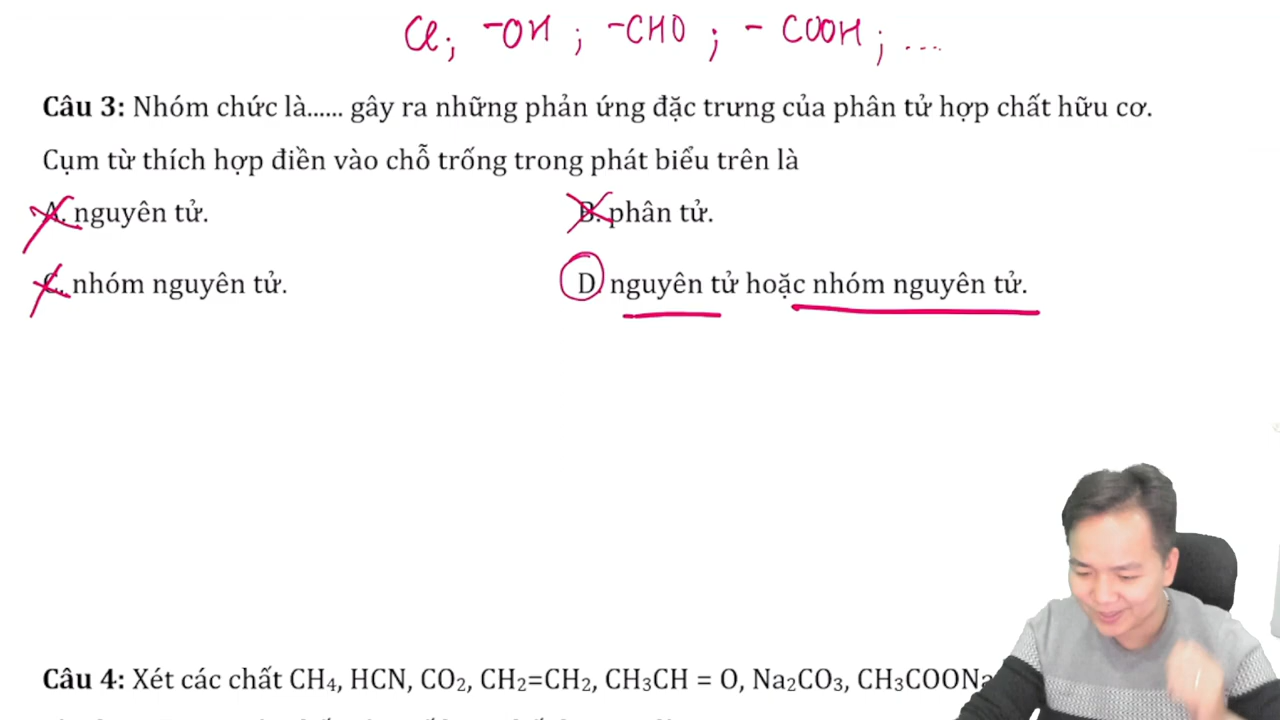 Cl; -OH; -CHO; -COOH; ...
Câu 3: Nhóm chức là...... gây ra những phản ứng đặc trưng của phân tử hợp chất hữu cơ.
Cụm từ thích hợp điền vào chỗ trống trong phát biểu trên là
A. nguyên tử. B. phân tử.
C. nhóm nguyên tử. D. nguyên tử hoặc nhóm nguyên tử.
Câu 4: Xét các chất CH₄, HCN, CO₂, CH₂=CH₂, CH₃CH = O, Na₂CO₃, CH₃COONa